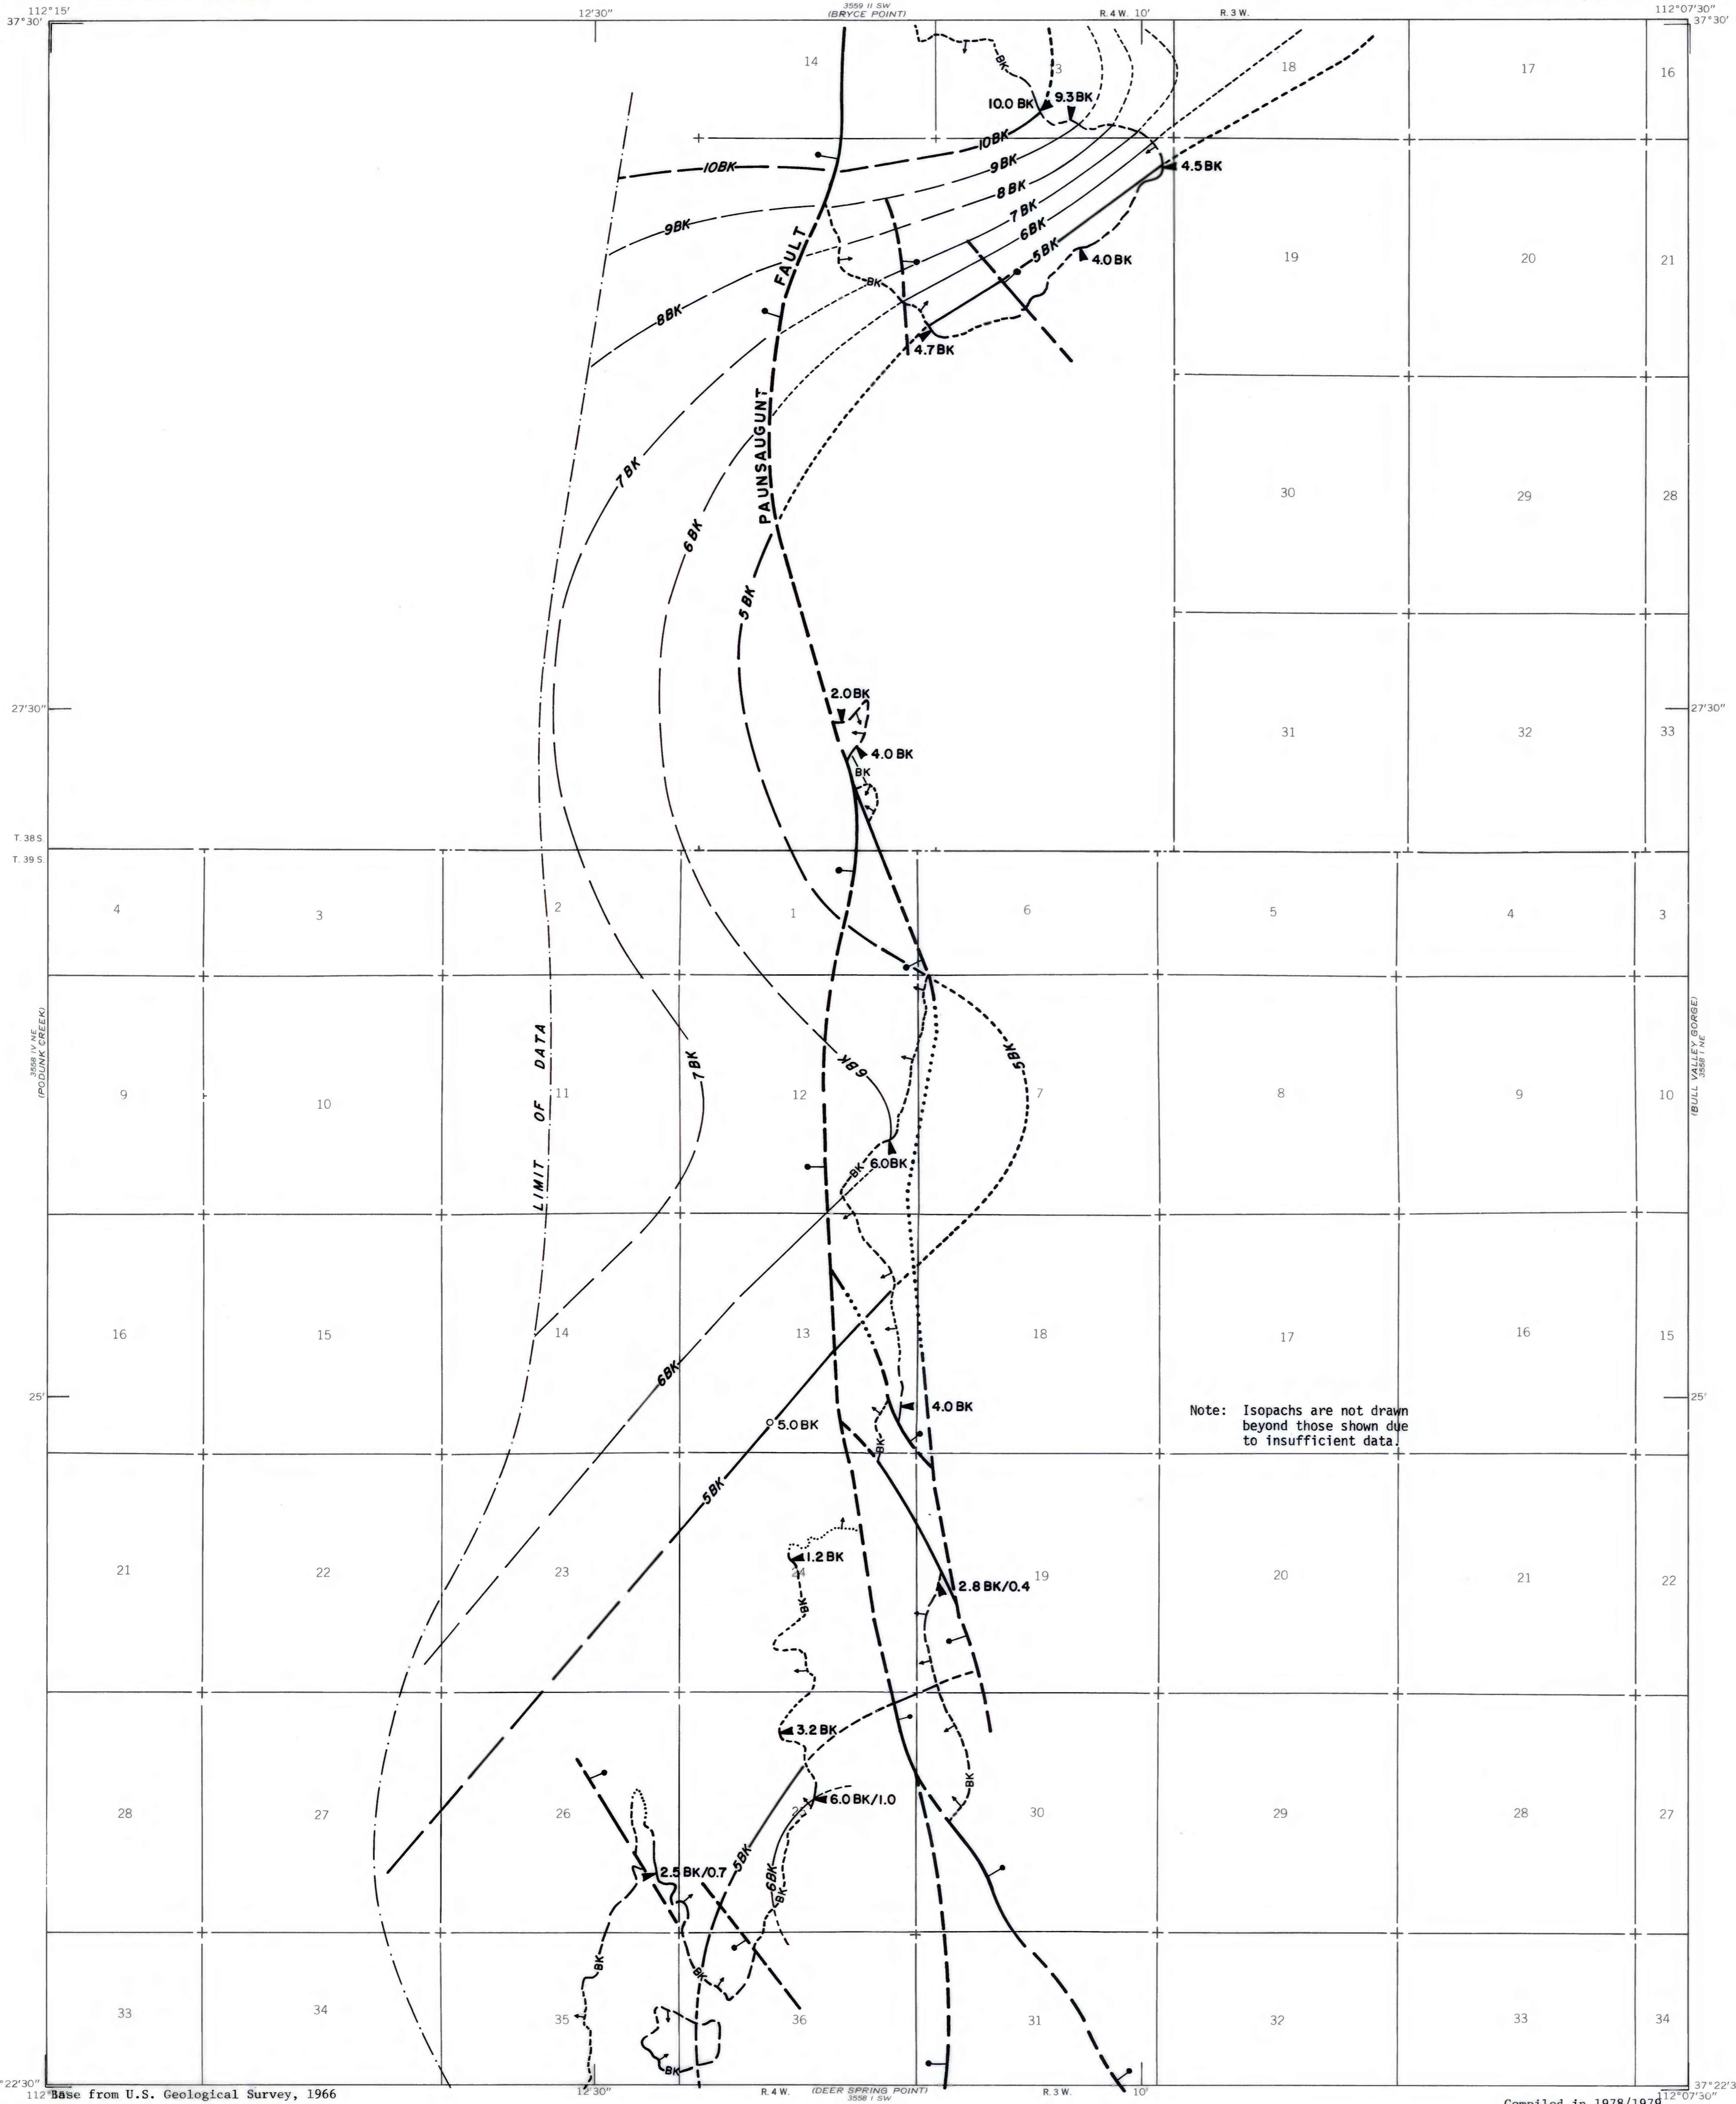 3559 II SW
112°15' 12'30" (BRYCE POINT) R. 4 W. 10' R. 3 W. 112°07'30"
37°30' 37°30'
14 BK 3 18 17 16
10.0 BK 9.3 BK
10BK 10BK
9BK 4.5 BK
8BK
9BK 7BK
6BK
FAULT 5BK 4.0 BK 19 20 21
BK
8BK
4.7 BK
PAUNSAUGUNT
7BK 30 29 28
6BK
5BK
2.0 BK
27'30" 27'30"
31 32 33
4.0 BK
BK
T. 38 S.
T. 39 S.
4 3 2 1 6 5 4 3
3558 IV NE
(PODUNK CREEK)
(BULL VALLEY GORGE)
3558 I NE
LIMIT OF DATA
7BK 6BK 5BK
9 10 11 12 7 8 9 10
BK 6.0BK
16 15 14 13 18 17 16 15
6BK
25' 25'
4.0 BK
5.0 BK
Note: Isopachs are not drawn
beyond those shown due
to insufficient data.
BK
5BK
1.2 BK
21 22 23 24 19 20 21 22
2.8 BK/0.4
BK
3.2 BK
BK
6.0 BK/1.0
28 27 26 25 30 29 28 27
5BK
2.5 BK/0.7
6BK
BK
BK
BK
33 34 35 36 31 32 33 34
BK
°22'30" 37°22'3
112° Base from U.S. Geological Survey, 1966 12'30" R. 4 W. (DEER SPRING POINT) R. 3 W. 10' 112°07'30"
3558 I SW
Compiled in 1978/1979